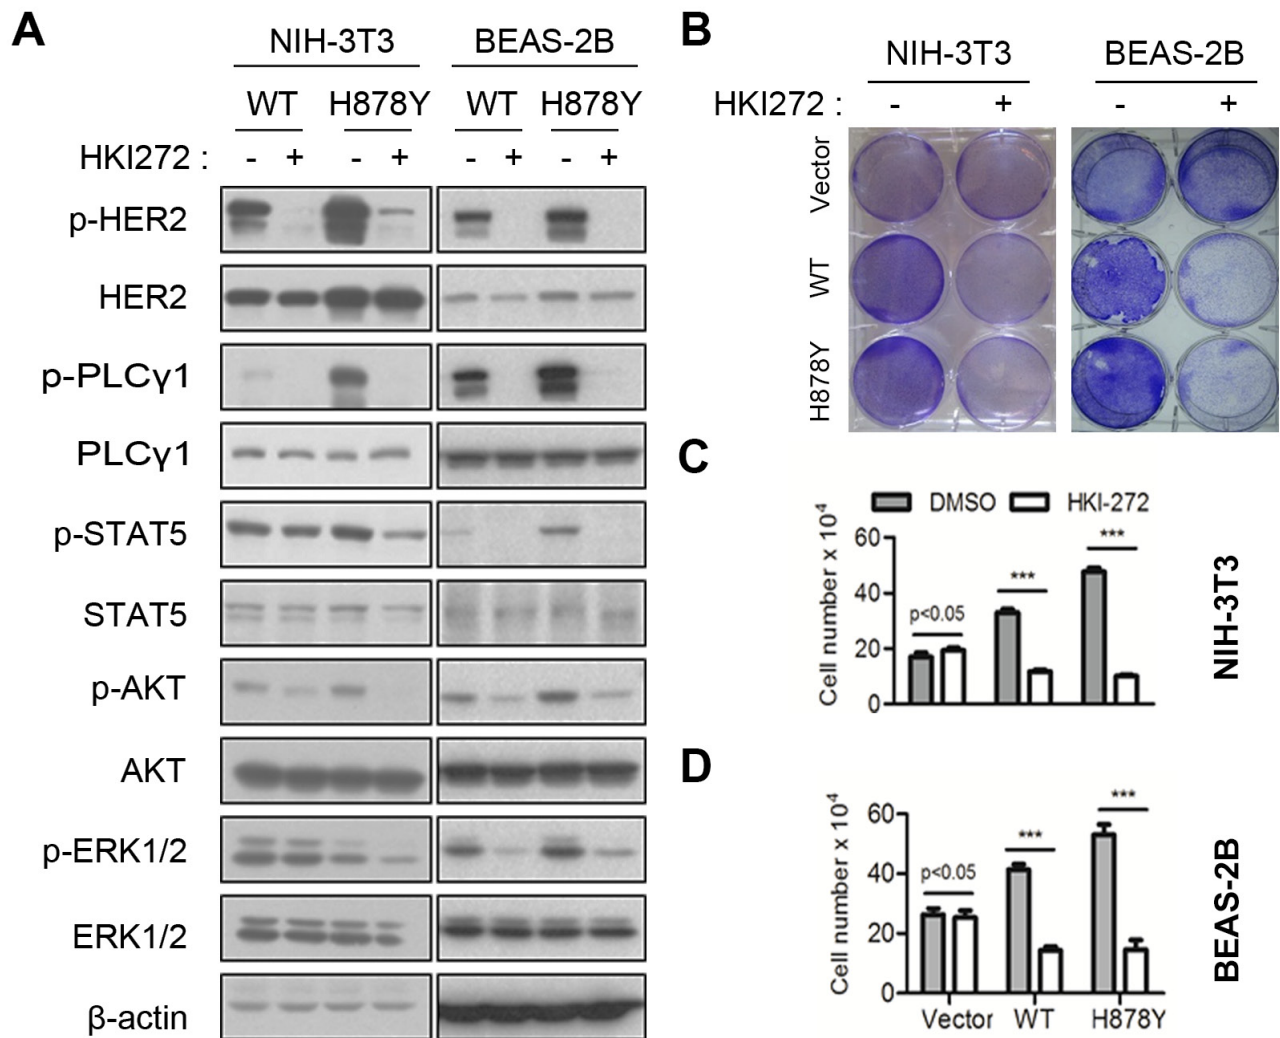 A
NIH-3T3 BEAS-2B
WT H878Y WT H878Y
HKI272 : - + - + - + - +
p-HER2
HER2
p-PLCγ1
PLCγ1
p-STAT5
STAT5
p-AKT
AKT
p-ERK1/2
ERK1/2
β-actin
B
NIH-3T3 BEAS-2B
HKI272 : - + - +
Vector
WT
H878Y
C
DMSO HKI-272
Cell number x 10⁴
60
40
20
0
p<0.05
***
***
NIH-3T3
D
Cell number x 10⁴
60
40
20
0
p<0.05
***
***
Vector WT H878Y
BEAS-2B